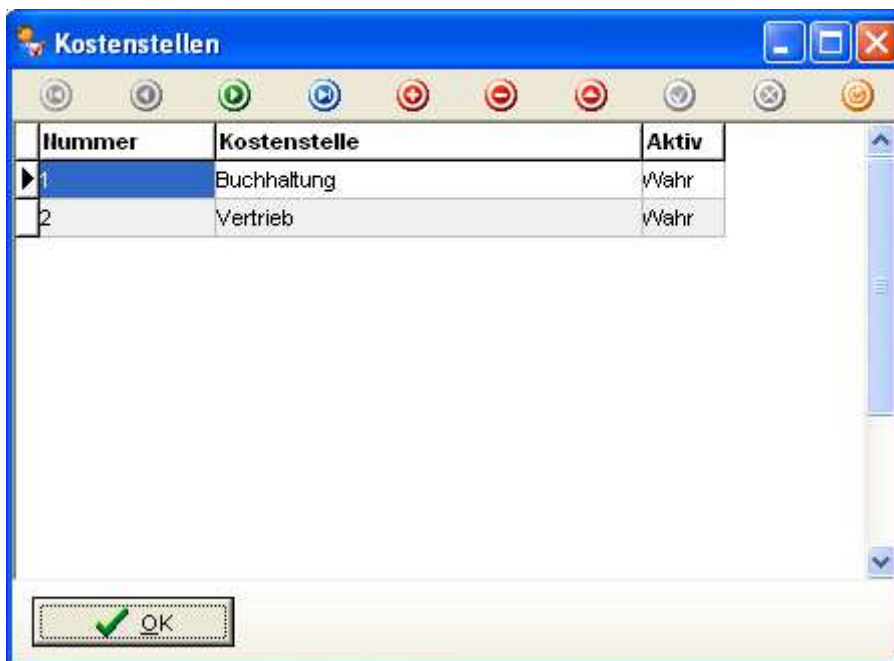 Kostenstellen
Nummer Kostenstelle Aktiv
1 Buchhaltung Wahr
2 Vertrieb Wahr
OK